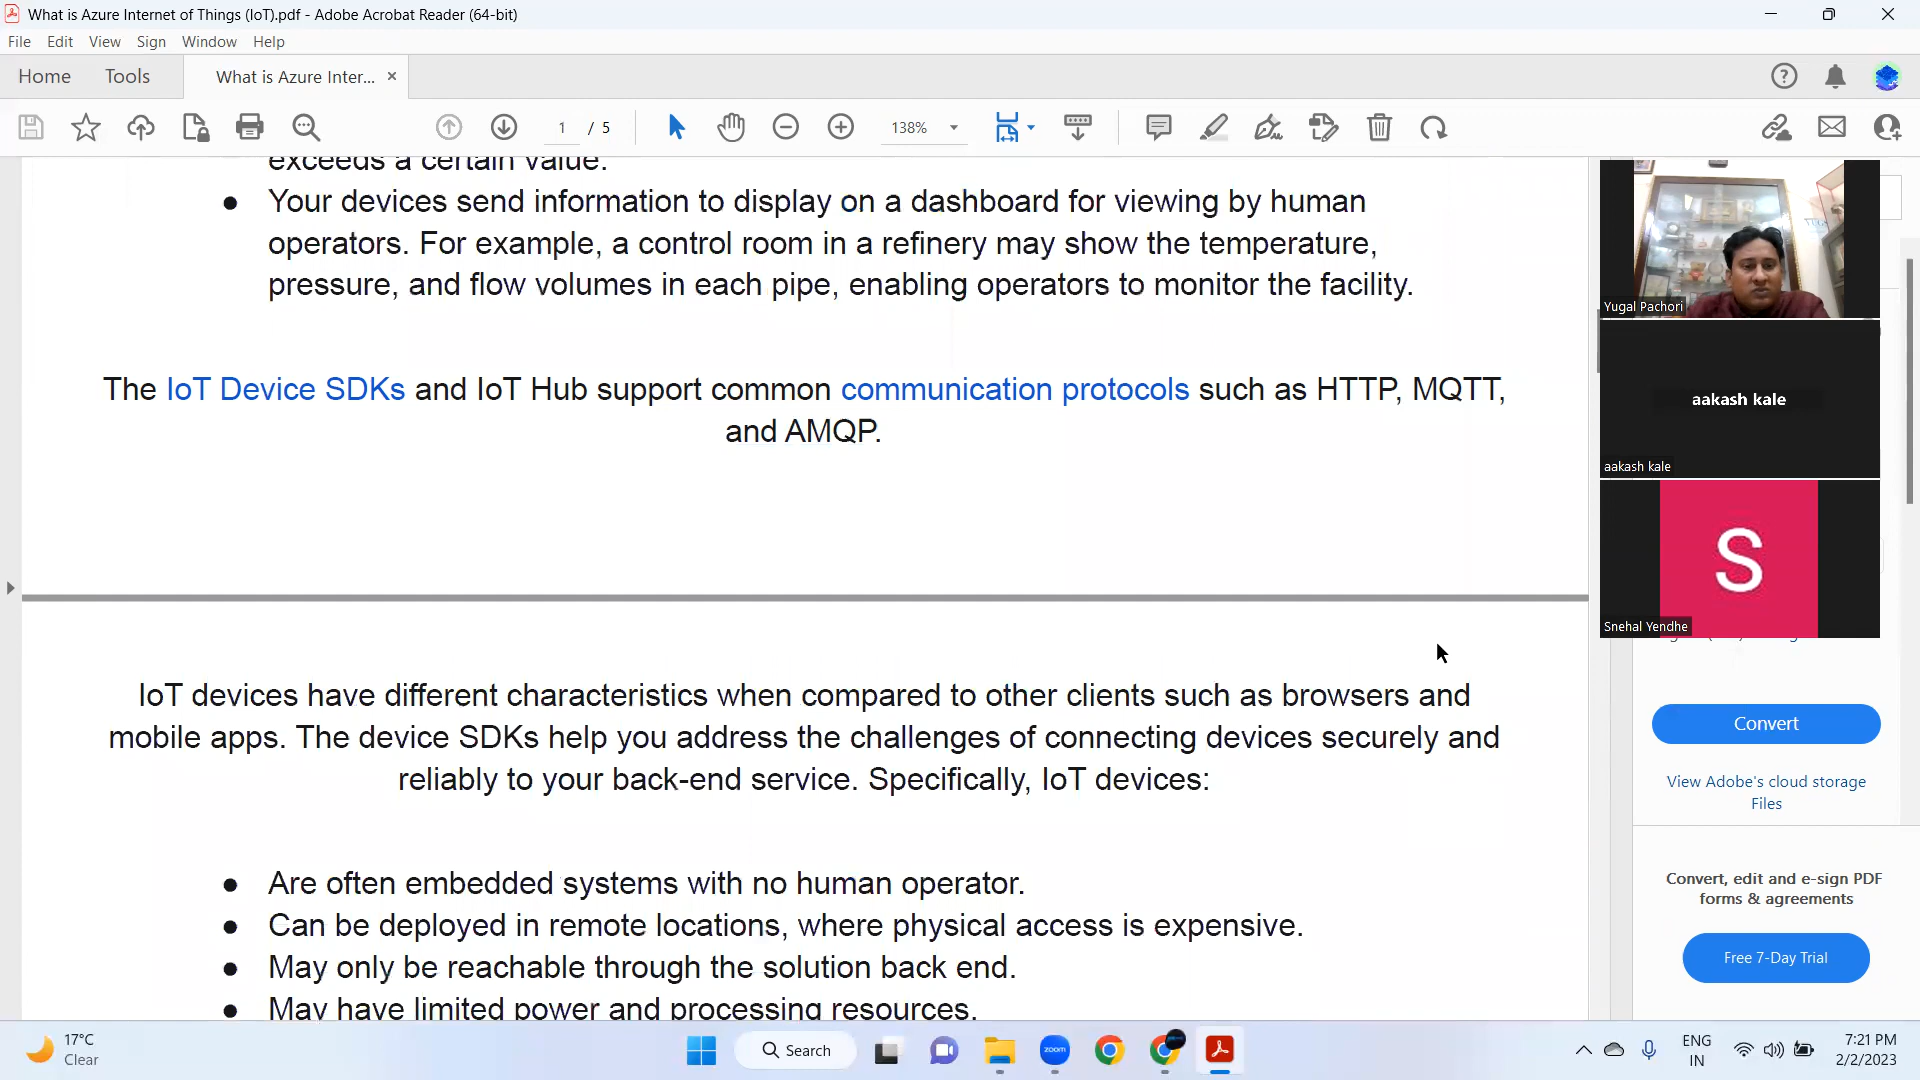 What is Azure Internet of Things (IoT).pdf - Adobe Acrobat Reader (64-bit)
File Edit View Sign Window Help
Home Tools What is Azure Inter... ×
1 / 5 138%
exceeds a certain value.
● Your devices send information to display on a dashboard for viewing by human
operators. For example, a control room in a refinery may show the temperature,
pressure, and flow volumes in each pipe, enabling operators to monitor the facility.
The IoT Device SDKs and IoT Hub support common communication protocols such as HTTP, MQTT,
and AMQP.
IoT devices have different characteristics when compared to other clients such as browsers and
mobile apps. The device SDKs help you address the challenges of connecting devices securely and
reliably to your back-end service. Specifically, IoT devices:
● Are often embedded systems with no human operator.
● Can be deployed in remote locations, where physical access is expensive.
● May only be reachable through the solution back end.
● May have limited power and processing resources.
Yugal Pachori
aakash kale
aakash kale
S
Snehal Yendhe
Convert
View Adobe's cloud storage
Files
Convert, edit and e-sign PDF
forms & agreements
Free 7-Day Trial
17°C
Clear
Search
zoom
ENG
IN
7:21 PM
2/2/2023